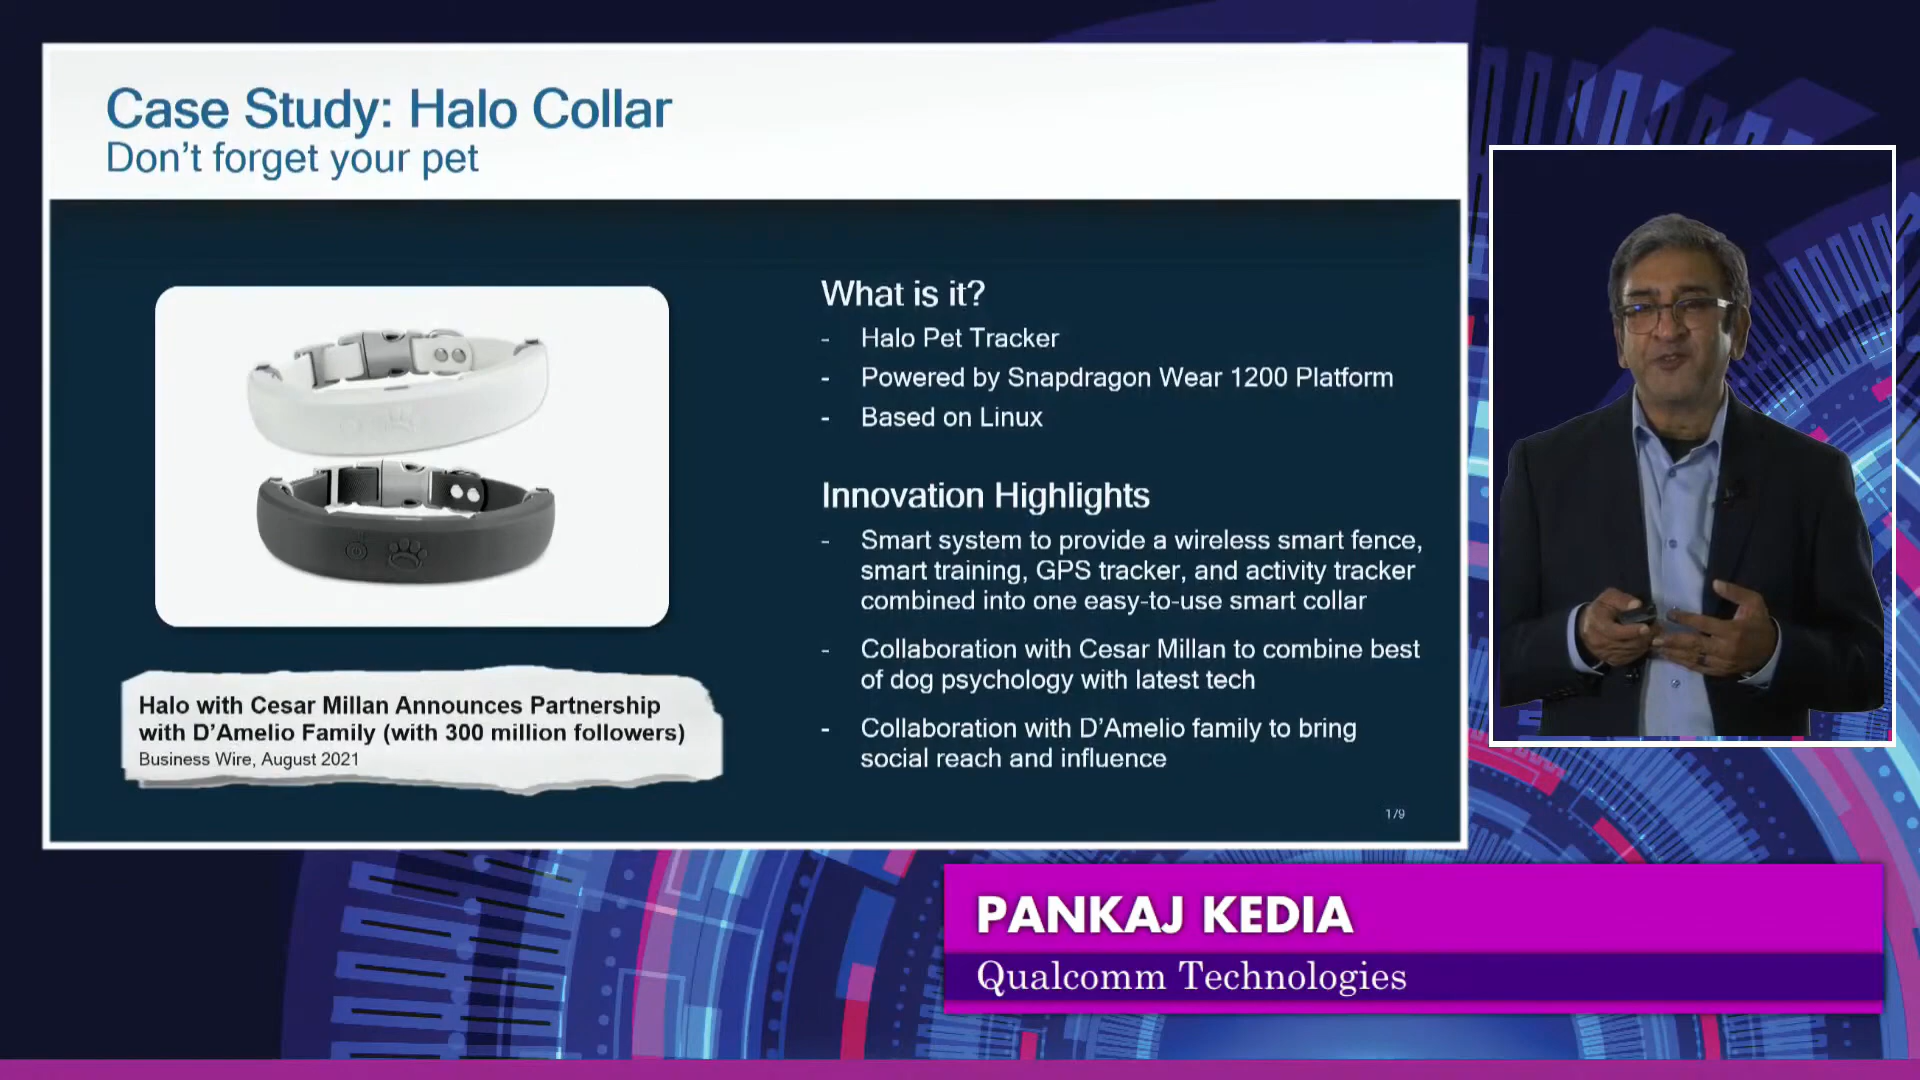 Case Study: Halo Collar
Don't forget your pet
What is it?
- Halo Pet Tracker
- Powered by Snapdragon Wear 1200 Platform
- Based on Linux
Innovation Highlights
- Smart system to provide a wireless smart fence,
smart training, GPS tracker, and activity tracker
combined into one easy-to-use smart collar
- Collaboration with Cesar Millan to combine best
of dog psychology with latest tech
- Collaboration with D'Amelio family to bring
social reach and influence
Halo with Cesar Millan Announces Partnership
with D'Amelio Family (with 300 million followers)
Business Wire, August 2021
1/9
PANKAJ KEDIA
Qualcomm Technologies